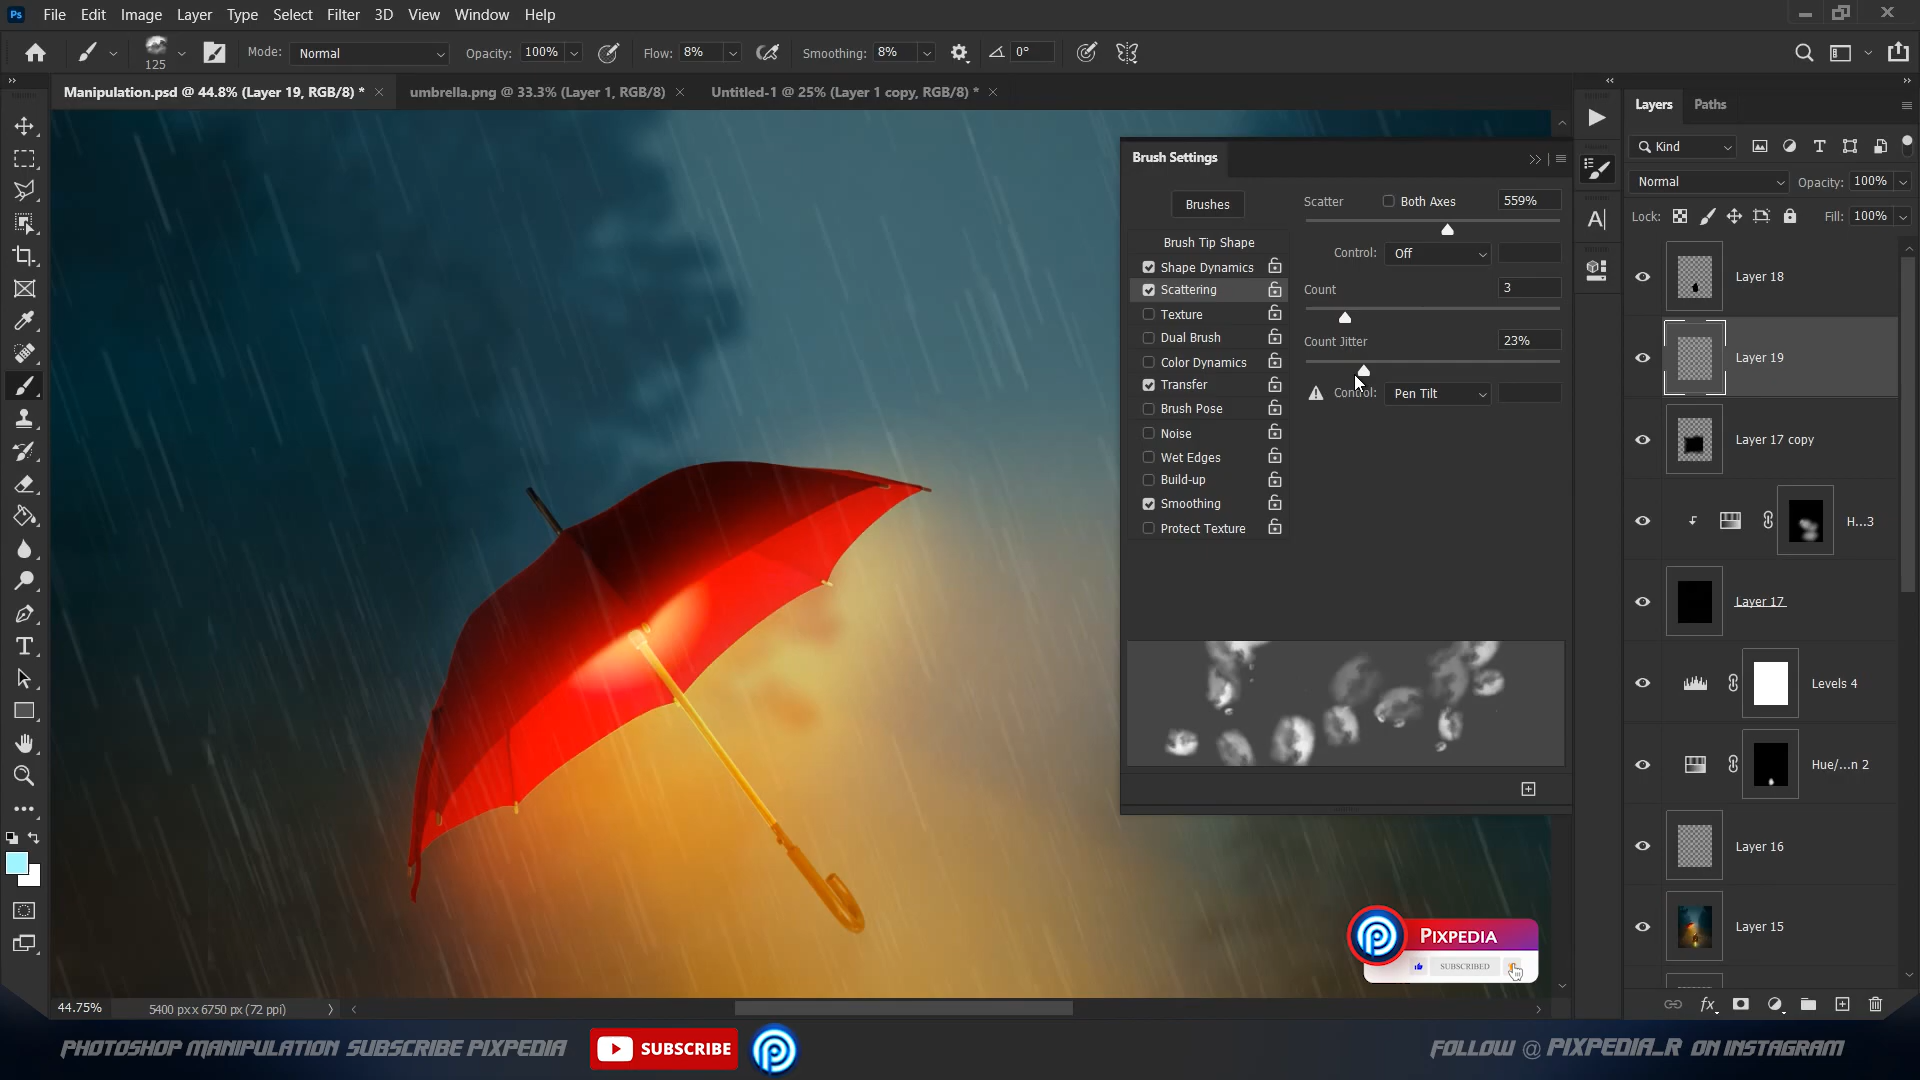 Ps File Edit Image Layer Type Select Filter 3D View Window Help
125 Mode: Normal Opacity: 100% Flow: 8% Smoothing: 8% 0°
Manipulation.psd @ 44.8% (Layer 19, RGB/8) * umbrella.png @ 33.3% (Layer 1, RGB/8) Untitled-1 @ 25% (Layer 1 copy, RGB/8) *
Brush Settings
Brushes
Brush Tip Shape
Shape Dynamics
Scattering
Texture
Dual Brush
Color Dynamics
Transfer
Brush Pose
Noise
Wet Edges
Build-up
Smoothing
Protect Texture
Scatter Both Axes 559%
Control: Off
Count 3
Count Jitter 23%
Control: Pen Tilt
Layers Paths
Kind
Normal Opacity: 100%
Lock: Fill: 100%
Layer 18
Layer 19
Layer 17 copy
H...3
Layer 17
Levels 4
Hue/...n 2
Layer 16
Layer 15
PIXPEDIA
SUBSCRIBED
44.75% 5400 px x 6750 px (72 ppi)
PHOTOSHOP MANIPULATION SUBSCRIBE PIXPEDIA
SUBSCRIBE
FOLLOW @ PIXPEDIA_R ON INSTAGRAM